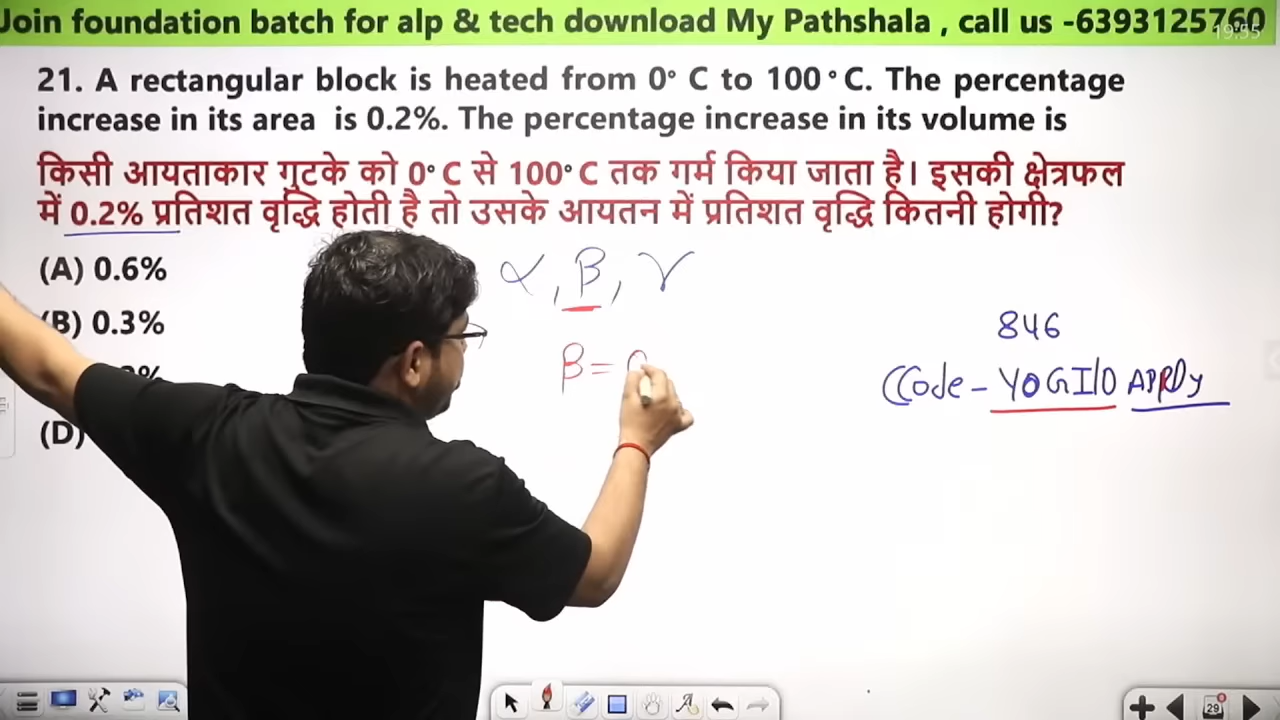 Join foundation batch for alp & tech download My Pathshala , call us -6393125760
19:55
21. A rectangular block is heated from 0° C to 100°C. The percentage
increase in its area is 0.2%. The percentage increase in its volume is
किसी आयताकार गुटके को 0°C से 100°C तक गर्म किया जाता है। इसकी क्षेत्रफल
में 0.2% प्रतिशत वृद्धि होती है तो उसके आयतन में प्रतिशत वृद्धि कितनी होगी?
(A) 0.6%
(B) 0.3%
(D)
α, β, γ
β =
846
Code - YOGI10 APPly
29